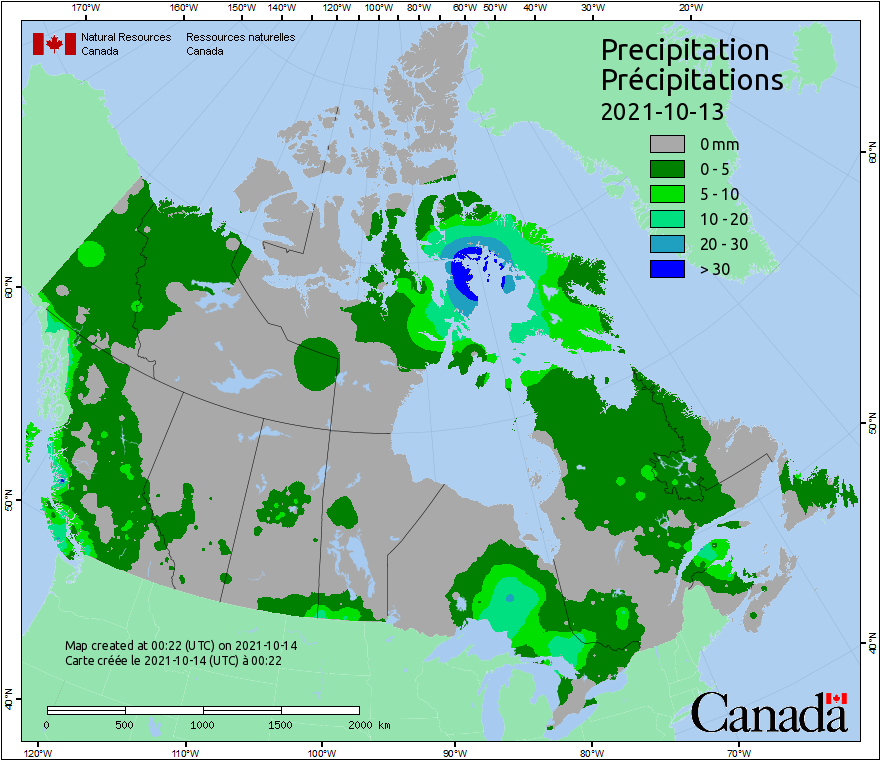 170°W 160°W 150°W 140°W 130°W 120°W 110°W 100°W 90°W 80°W 60°W 50°W 40°W 30°W 20°W
Natural Resources Ressources naturelles
Canada Canada
Precipitation
Précipitations
2021-10-13
0 mm
0 - 5
5 - 10
10 - 20
20 - 30
> 30
60°N
60°N
50°N
50°N
40°N
40°N
Map created at 00:22 (UTC) on 2021-10-14
Carte créée le 2021-10-14 (UTC) à 00:22
0 500 1000 1500 2000 km
Canada
120°W 110°W 100°W 90°W 80°W 70°W